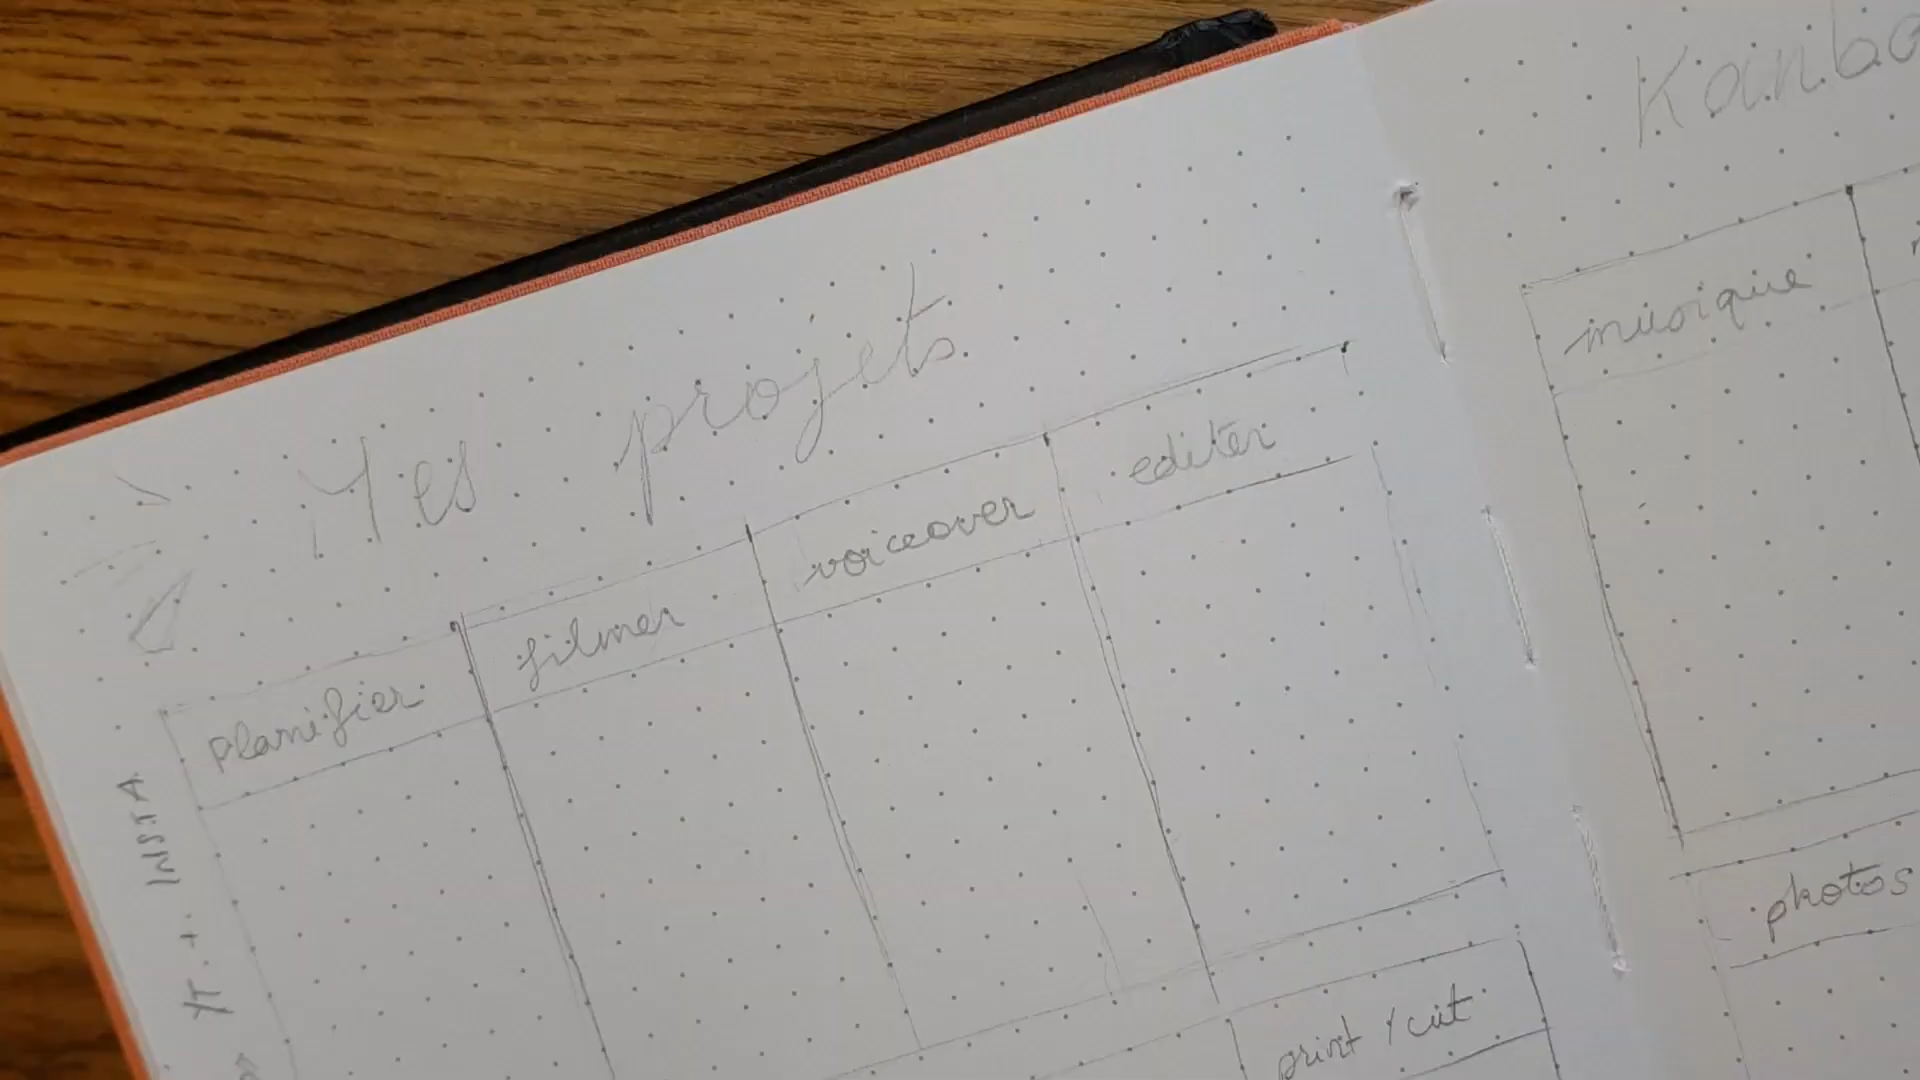 Mes projets
planifier filmer voiceover editer
YT + INSTA
print / cut
musique
photos